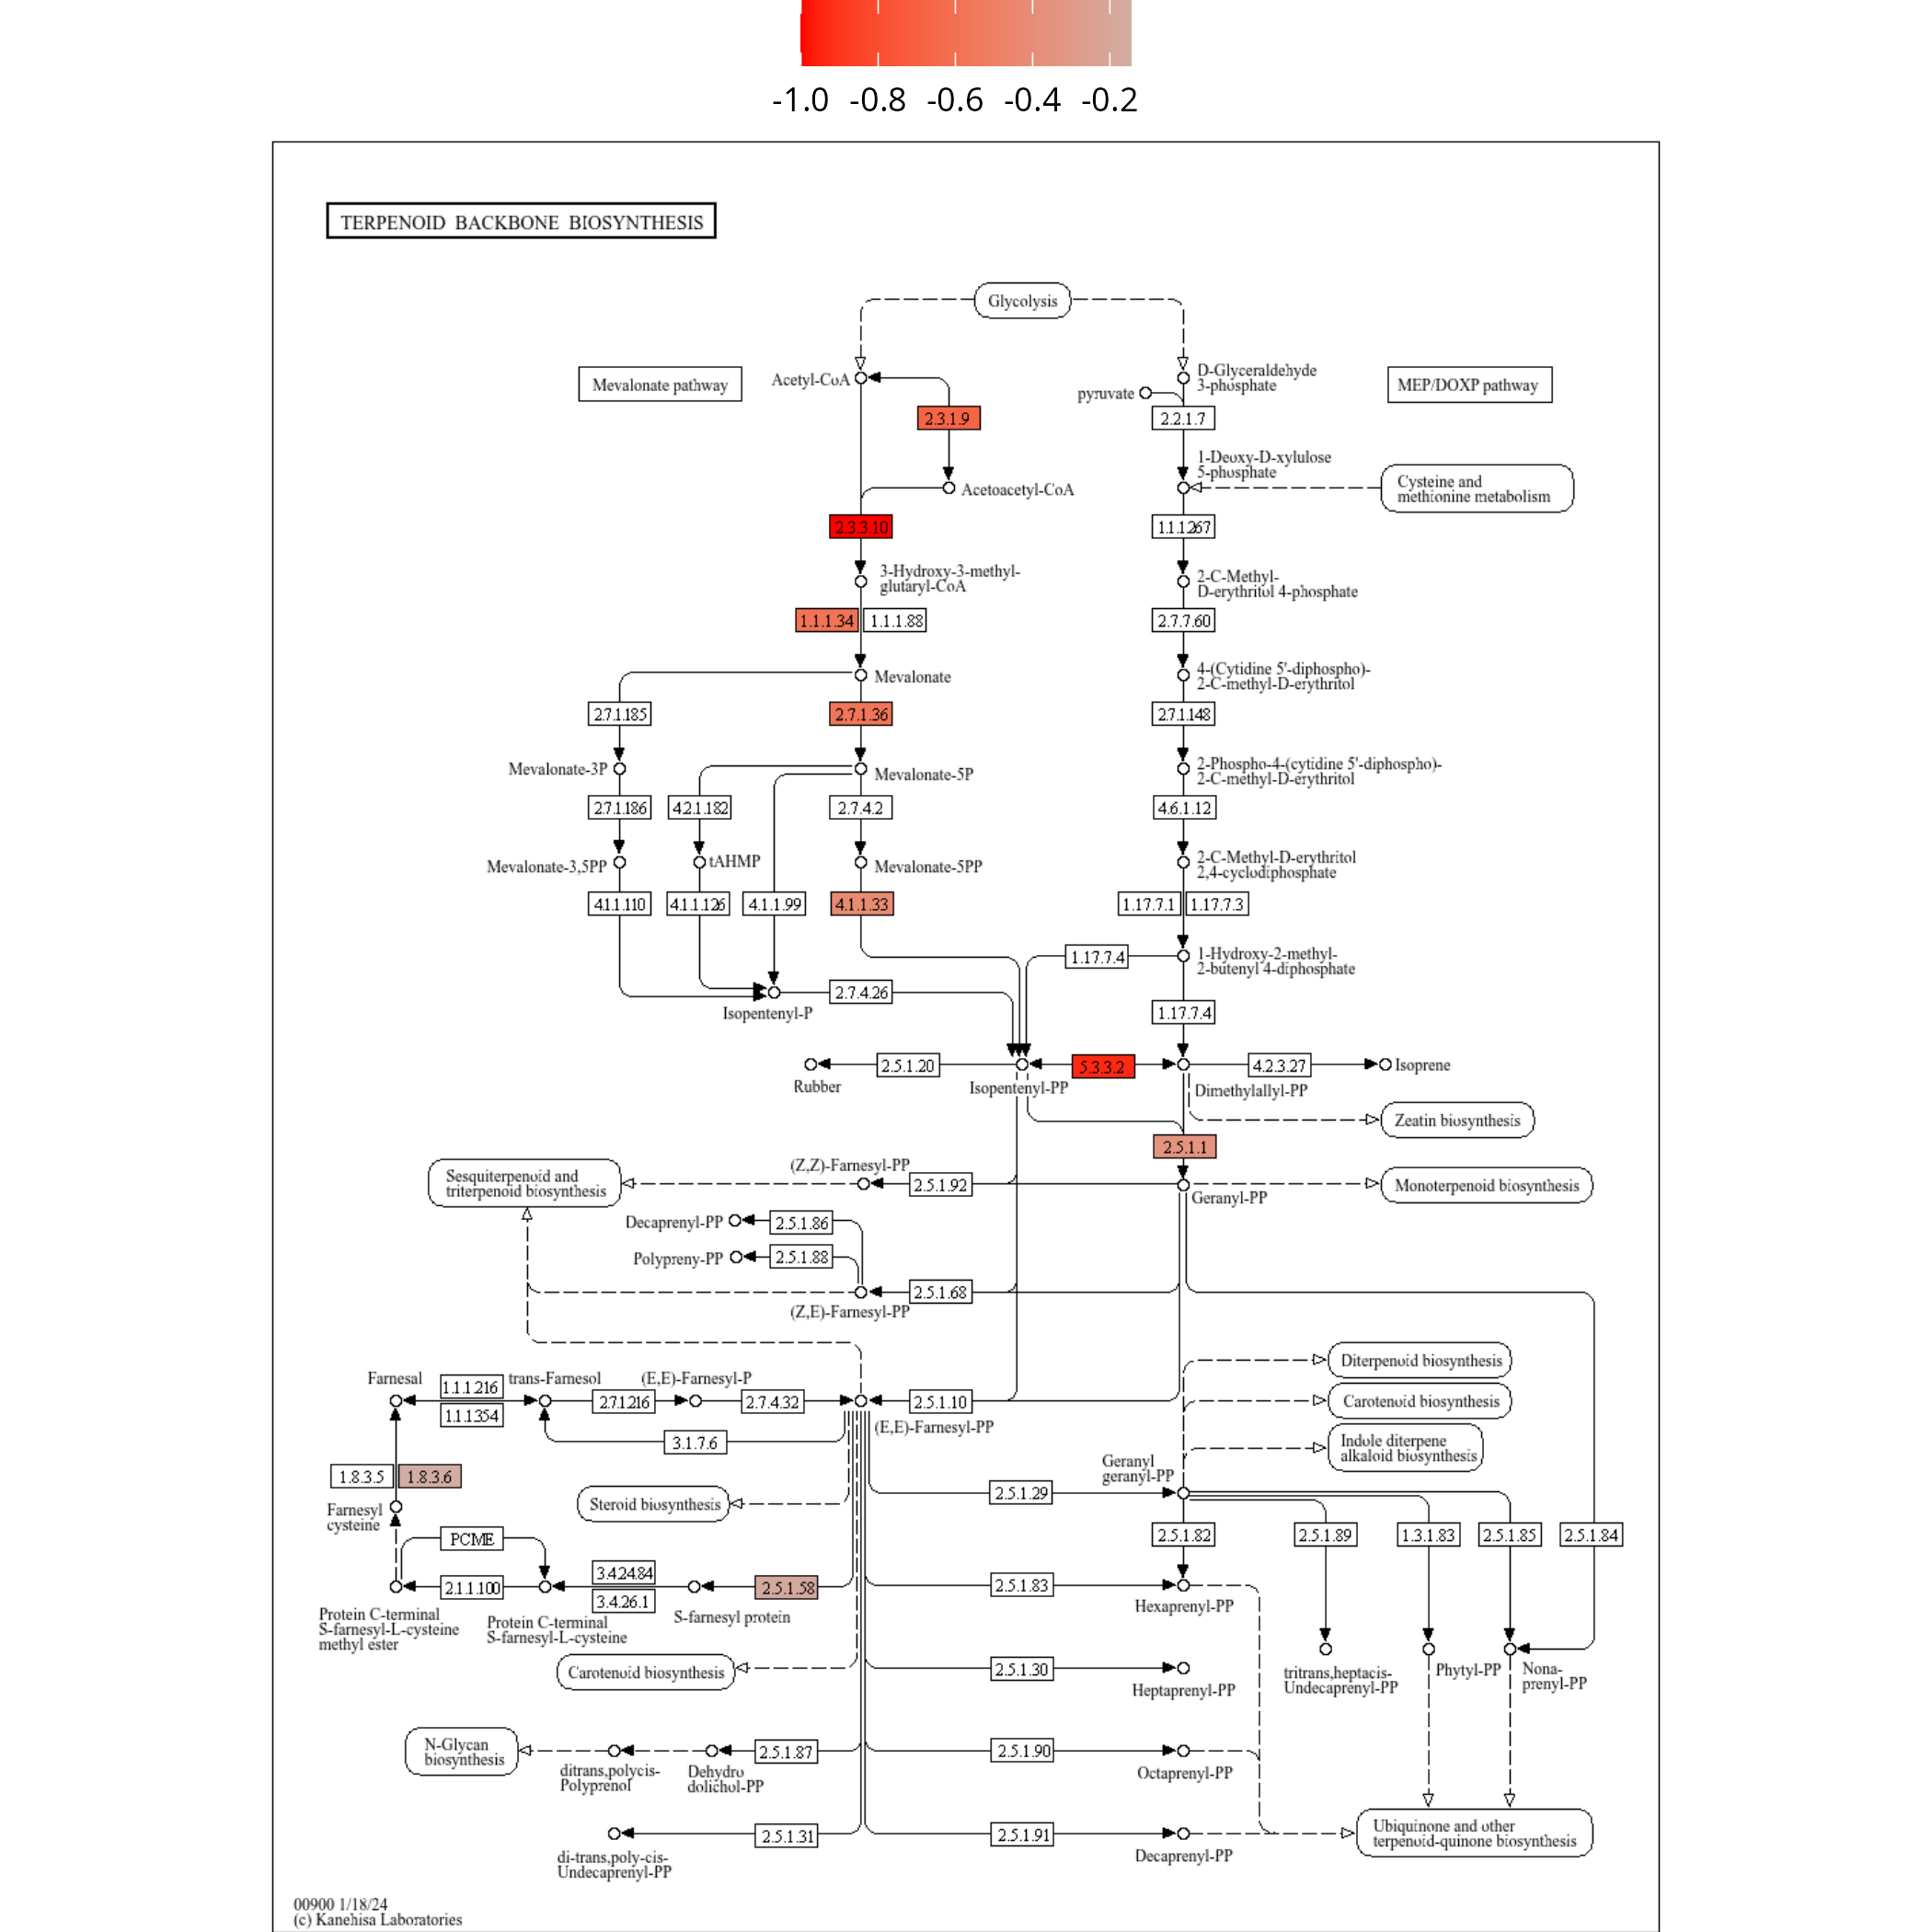 -1.0 -0.8 -0.6 -0.4 -0.2
TERPENOID BACKBONE BIOSYNTHESIS
Glycolysis
Mevalonate pathway
Acetyl-CoA
D-Glyceraldehyde
3-phosphate
MEP/DOXP pathway
pyruvate
2.3.1.9
2.2.1.7
1-Deoxy-D-xylulose
5-phosphate
Acetoacetyl-CoA
Cysteine and
methionine metabolism
2.3.3.10
1.1.1.267
3-Hydroxy-3-methyl-
glutaryl-CoA
2-C-Methyl-
D-erythritol 4-phosphate
1.1.1.34
1.1.1.88
2.7.7.60
Mevalonate
4-(Cytidine 5'-diphospho)-
2-C-methyl-D-erythritol
2.7.1.185
2.7.1.36
2.7.1.148
Mevalonate-3P
Mevalonate-5P
2-Phospho-4-(cytidine 5'-diphospho)-
2-C-methyl-D-erythritol
2.7.1.186
4.2.1.182
2.7.4.2
4.6.1.12
Mevalonate-3,5PP
tAHMP
Mevalonate-5PP
2-C-Methyl-D-erythritol
2,4-cyclodiphosphate
4.1.1.110
4.1.1.126
4.1.1.99
4.1.1.33
1.17.7.1
1.17.7.3
1.17.7.4
1-Hydroxy-2-methyl-
2-butenyl 4-diphosphate
2.7.4.26
Isopentenyl-P
1.17.7.4
2.5.1.20
5.3.3.2
4.2.3.27
Isoprene
Rubber
Isopentenyl-PP
Dimethylallyl-PP
Zeatin biosynthesis
2.5.1.1
Sesquiterpenoid and
triterpenoid biosynthesis
(Z,Z)-Farnesyl-PP
2.5.1.92
Geranyl-PP
Monoterpenoid biosynthesis
Decaprenyl-PP
2.5.1.86
Polypreny-PP
2.5.1.88
2.5.1.68
(Z,E)-Farnesyl-PP
Diterpenoid biosynthesis
Farnesal
1.1.1.216
trans-Farnesol
(E,E)-Farnesyl-P
2.7.1.216
2.7.4.32
2.5.1.10
Carotenoid biosynthesis
1.1.1.354
(E,E)-Farnesyl-PP
3.1.7.6
Indole diterpene
alkaloid biosynthesis
Geranyl
geranyl-PP
1.8.3.5
1.8.3.6
2.5.1.29
Farnesyl
cysteine
Steroid biosynthesis
PCME
2.5.1.82
2.5.1.89
1.3.1.83
2.5.1.85
2.5.1.84
3.4.24.84
2.1.1.100
3.4.26.1
2.5.1.58
2.5.1.83
Protein C-terminal
S-farnesyl-L-cysteine
methyl ester
Protein C-terminal
S-farnesyl-L-cysteine
S-farnesyl protein
Hexaprenyl-PP
Carotenoid biosynthesis
2.5.1.30
Heptaprenyl-PP
tritrans,heptacis-
Undecaprenyl-PP
Phytyl-PP
Nona-
prenyl-PP
N-Glycan
biosynthesis
ditrans,polycis-
Polyprenol
Dehydro
dolichol-PP
2.5.1.87
2.5.1.90
Octaprenyl-PP
2.5.1.31
2.5.1.91
Ubiquinone and other
terpenoid-quinone biosynthesis
di-trans,poly-cis-
Undecaprenyl-PP
Decaprenyl-PP
00900 1/18/24
(c) Kanehisa Laboratories